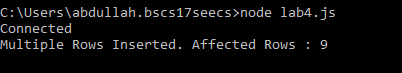 C:\Users\abdullah.bscs17seecs>node lab4.js
Connected
Multiple Rows Inserted. Affected Rows : 9